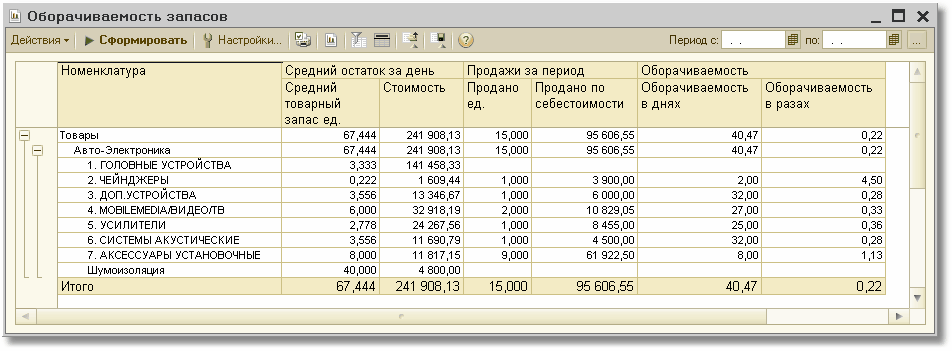 Оборачиваемость запасов
Действия Сформировать Настройки... Период с: . . по: . . ...
Номенклатура Средний остаток за день Продажи за период Оборачиваемость
Средний товарный запас ед. Стоимость Продано ед. Продано по себестоимости Оборачиваемость в днях Оборачиваемость в разах
Товары 67,444 241 908,13 15,000 95 606,55 40,47 0,22
Авто-Электроника 67,444 241 908,13 15,000 95 606,55 40,47 0,22
1. ГОЛОВНЫЕ УСТРОЙСТВА 3,333 141 458,33
2. ЧЕЙНДЖЕРЫ 0,222 1 609,44 1,000 3 900,00 2,00 4,50
3. ДОП.УСТРОЙСТВА 3,556 13 346,67 1,000 6 000,00 32,00 0,28
4. MOBILEMEDIA/ВИДЕО/ТВ 6,000 32 918,19 2,000 10 829,05 27,00 0,33
5. УСИЛИТЕЛИ 2,778 24 267,56 1,000 8 455,00 25,00 0,36
6. СИСТЕМЫ АКУСТИЧЕСКИЕ 3,556 11 690,79 1,000 4 500,00 32,00 0,28
7. АКСЕССУАРЫ УСТАНОВОЧНЫЕ 8,000 11 817,15 9,000 61 922,50 8,00 1,13
Шумоизоляция 40,000 4 800,00
Итого 67,444 241 908,13 15,000 95 606,55 40,47 0,22